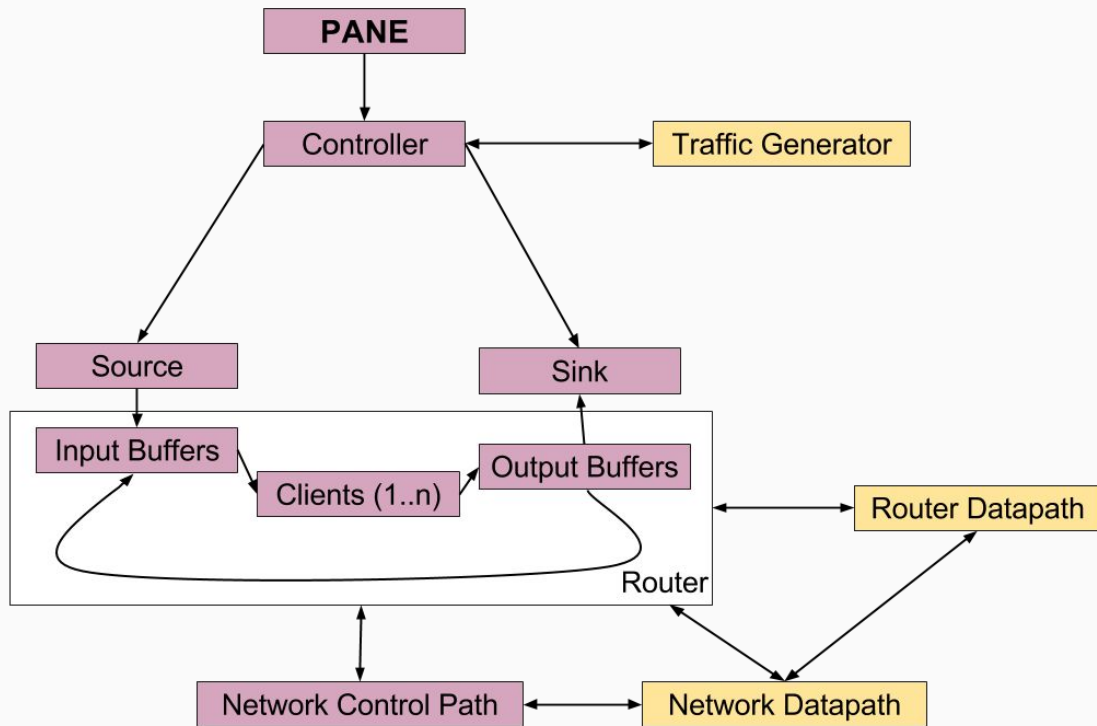 PANE
Controller
Traffic Generator
Source
Sink
Input Buffers
Output Buffers
Clients (1..n)
Router Datapath
Router
Network Control Path
Network Datapath